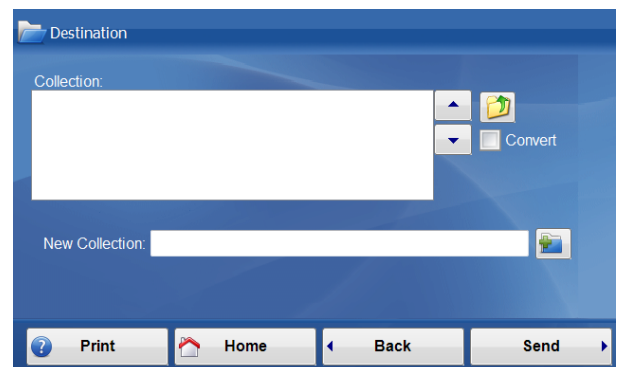 Destination
Collection:
Convert
New Collection:
Print
Home
Back
Send